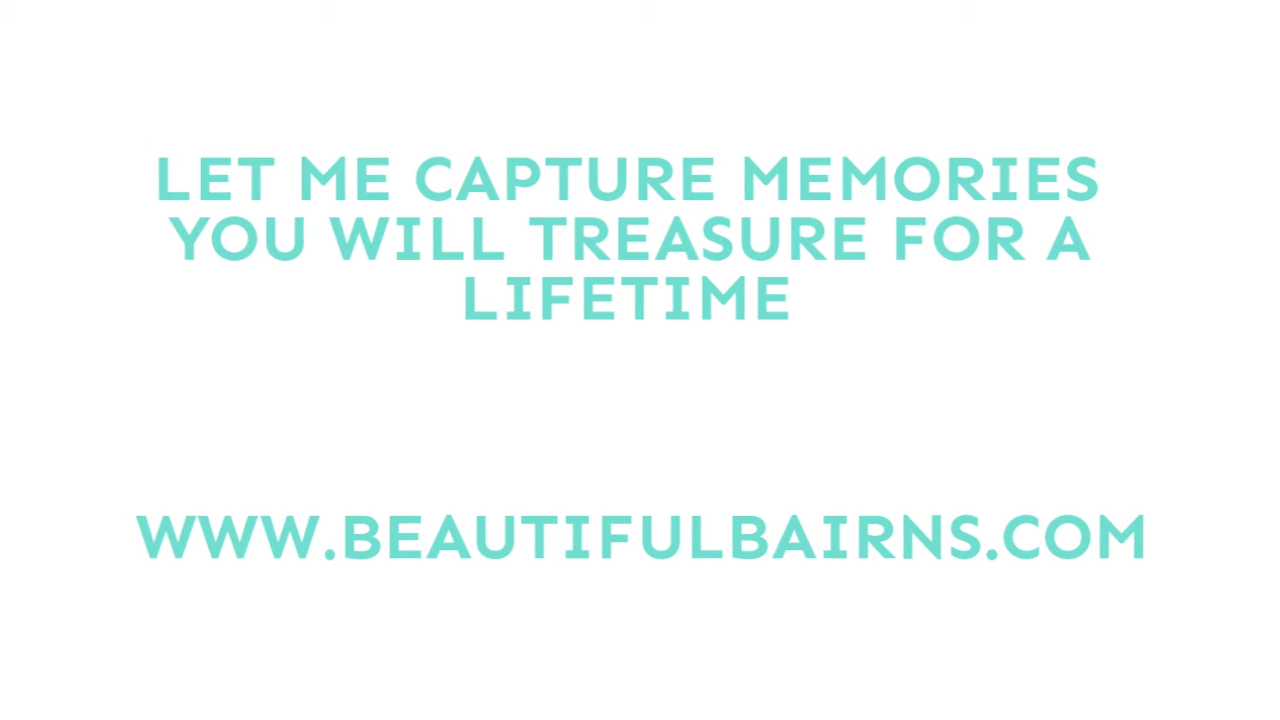 LET ME CAPTURE MEMORIES
YOU WILL TREASURE FOR A
LIFETIME
WWW.BEAUTIFULBAIRNS.COM